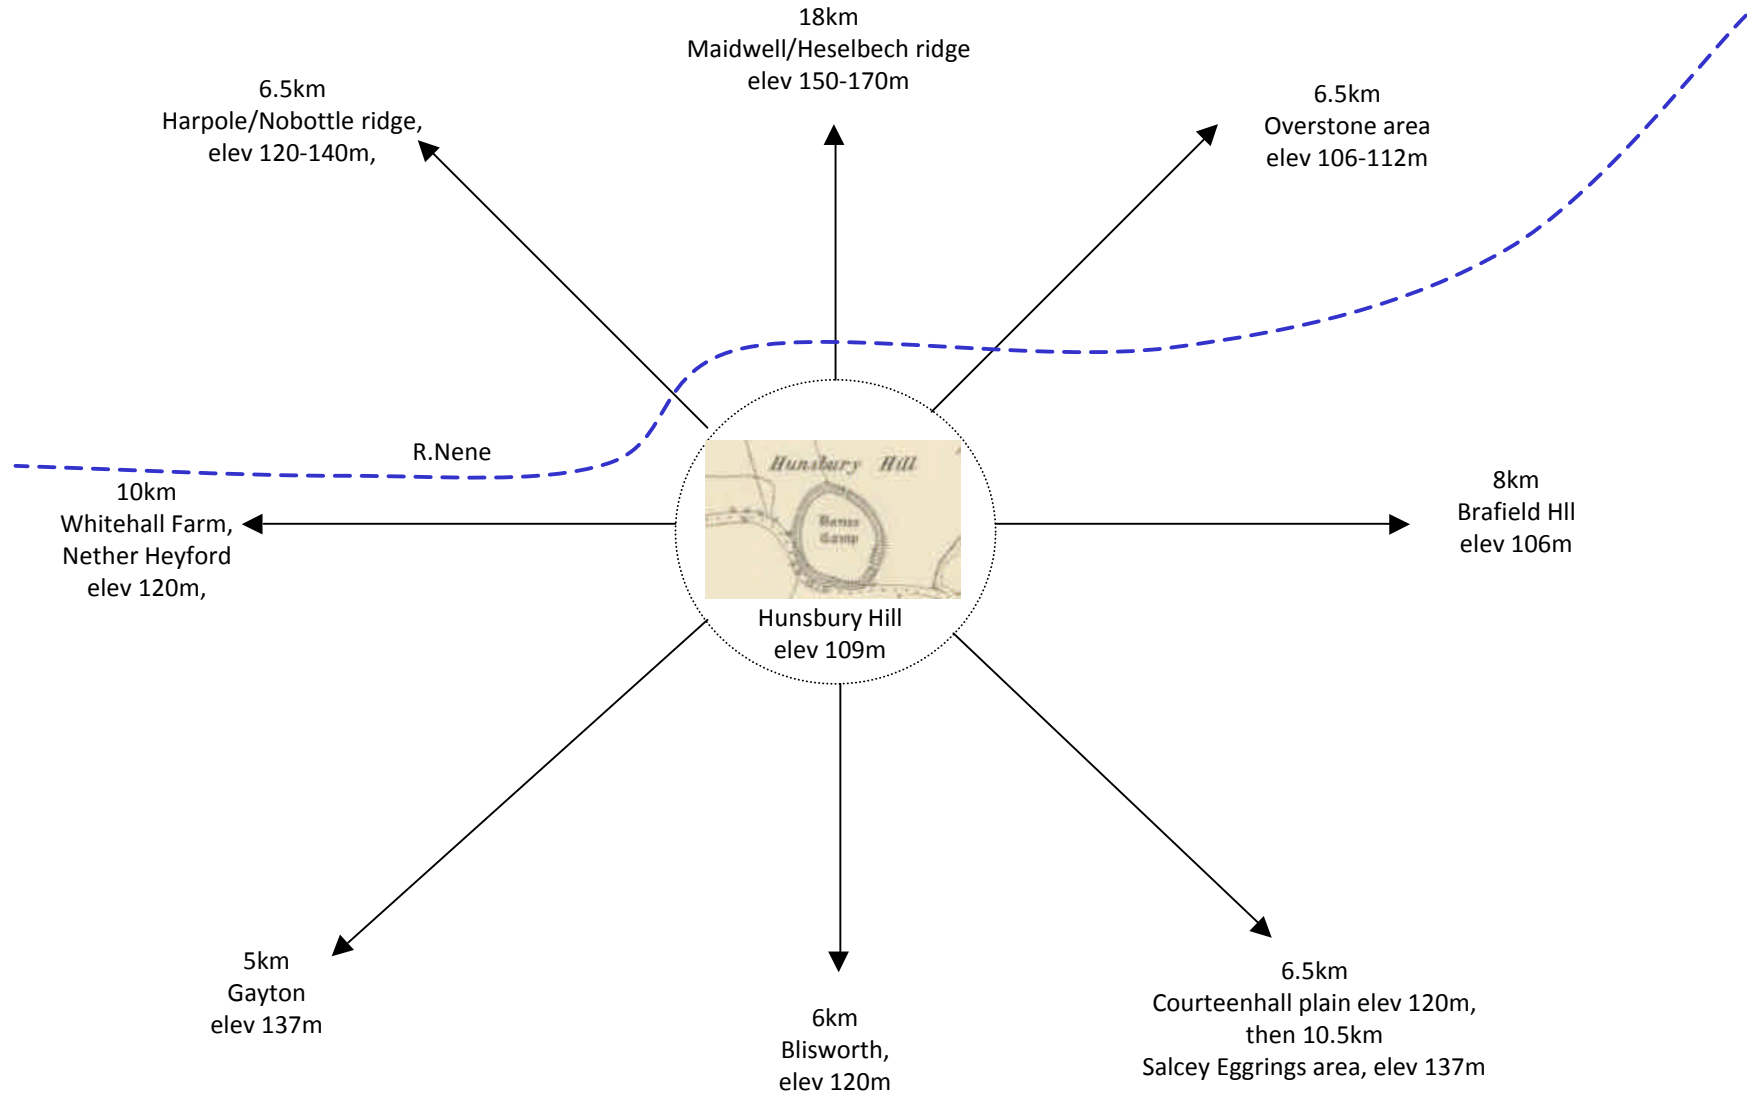 18km
Maidwell/Heselbech ridge
elev 150-170m
6.5km
Harpole/Nobottle ridge,
elev 120-140m,
6.5km
Overstone area
elev 106-112m
R.Nene
10km
Whitehall Farm,
Nether Heyford
elev 120m,
Hunsbury Hill
Danes
Camp
Hunsbury Hill
elev 109m
8km
Brafield HIl
elev 106m
5km
Gayton
elev 137m
6km
Blisworth,
elev 120m
6.5km
Courteenhall plain elev 120m,
then 10.5km
Salcey Eggrings area, elev 137m